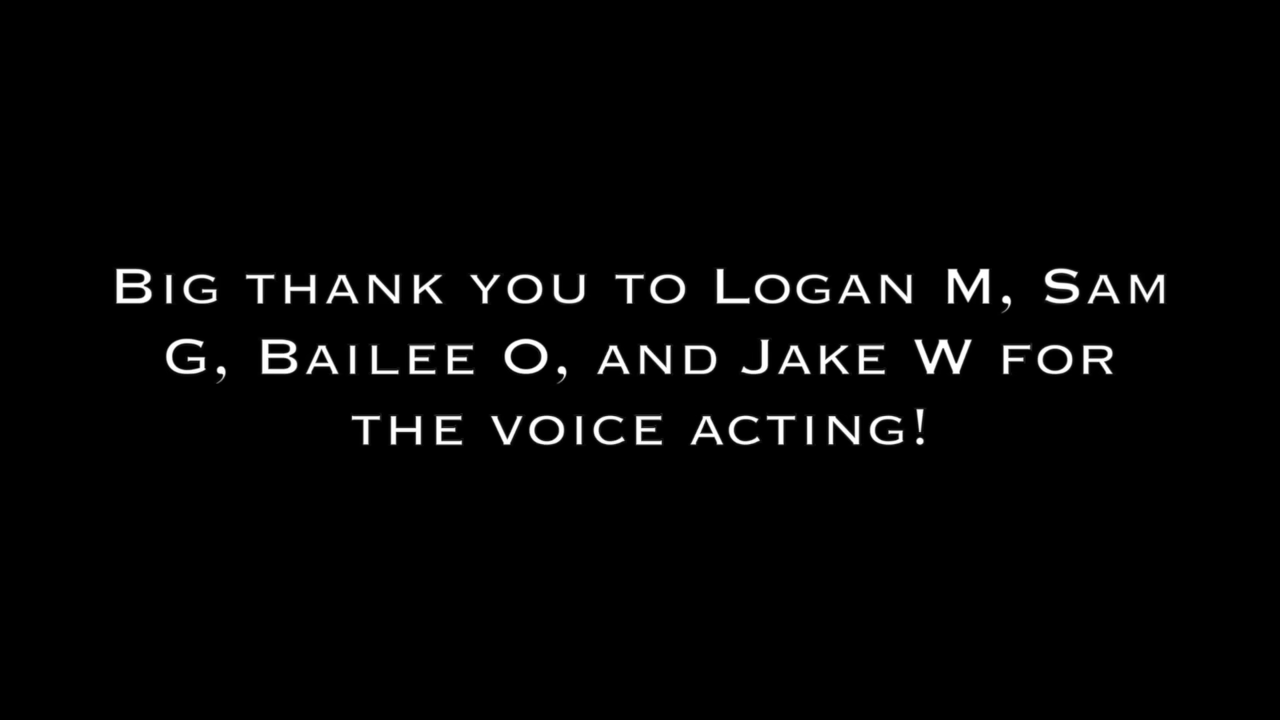 Big thank you to Logan M, Sam
G, Bailee O, and Jake W for
the voice acting!